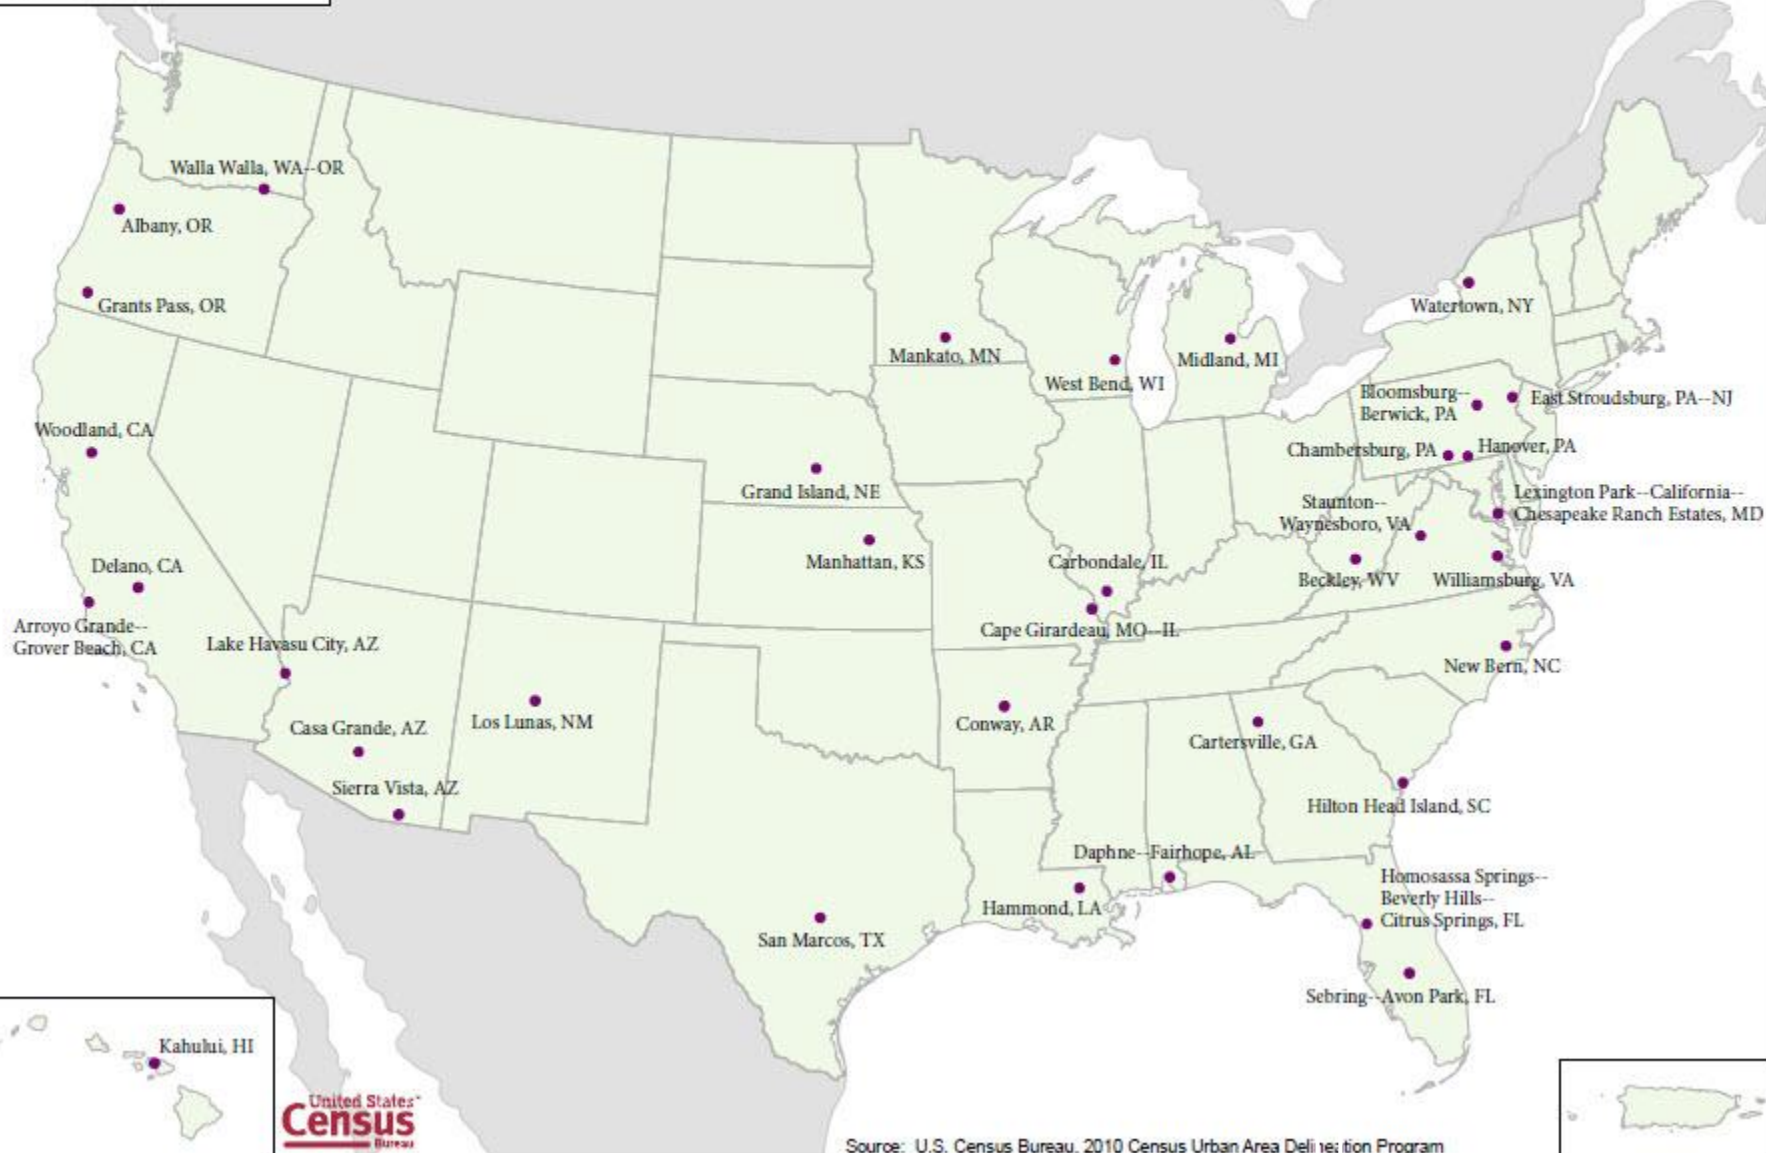 Walla Walla, WA--OR
Albany, OR
Grants Pass, OR
Watertown, NY
Mankato, MN
West Bend, WI
Midland, MI
Bloomsburg--
Berwick, PA
East Stroudsburg, PA--NJ
Woodland, CA
Chambersburg, PA
Hanover, PA
Grand Island, NE
Lexington Park--California--
Chesapeake Ranch Estates, MD
Staunton--
Waynesboro, VA
Manhattan, KS
Delano, CA
Carbondale, IL
Beckley, WV
Williamsburg, VA
Arroyo Grande--
Grover Beach, CA
Cape Girardeau, MO--IL
Lake Havasu City, AZ
New Bern, NC
Los Lunas, NM
Casa Grande, AZ
Conway, AR
Cartersville, GA
Sierra Vista, AZ
Hilton Head Island, SC
Daphne--Fairhope, AL
Homosassa Springs--
Beverly Hills--
Citrus Springs, FL
Hammond, LA
San Marcos, TX
Sebring--Avon Park, FL
Kahului, HI
United States
Census
Bureau
Source: U.S. Census Bureau, 2010 Census Urban Area Delineation Program